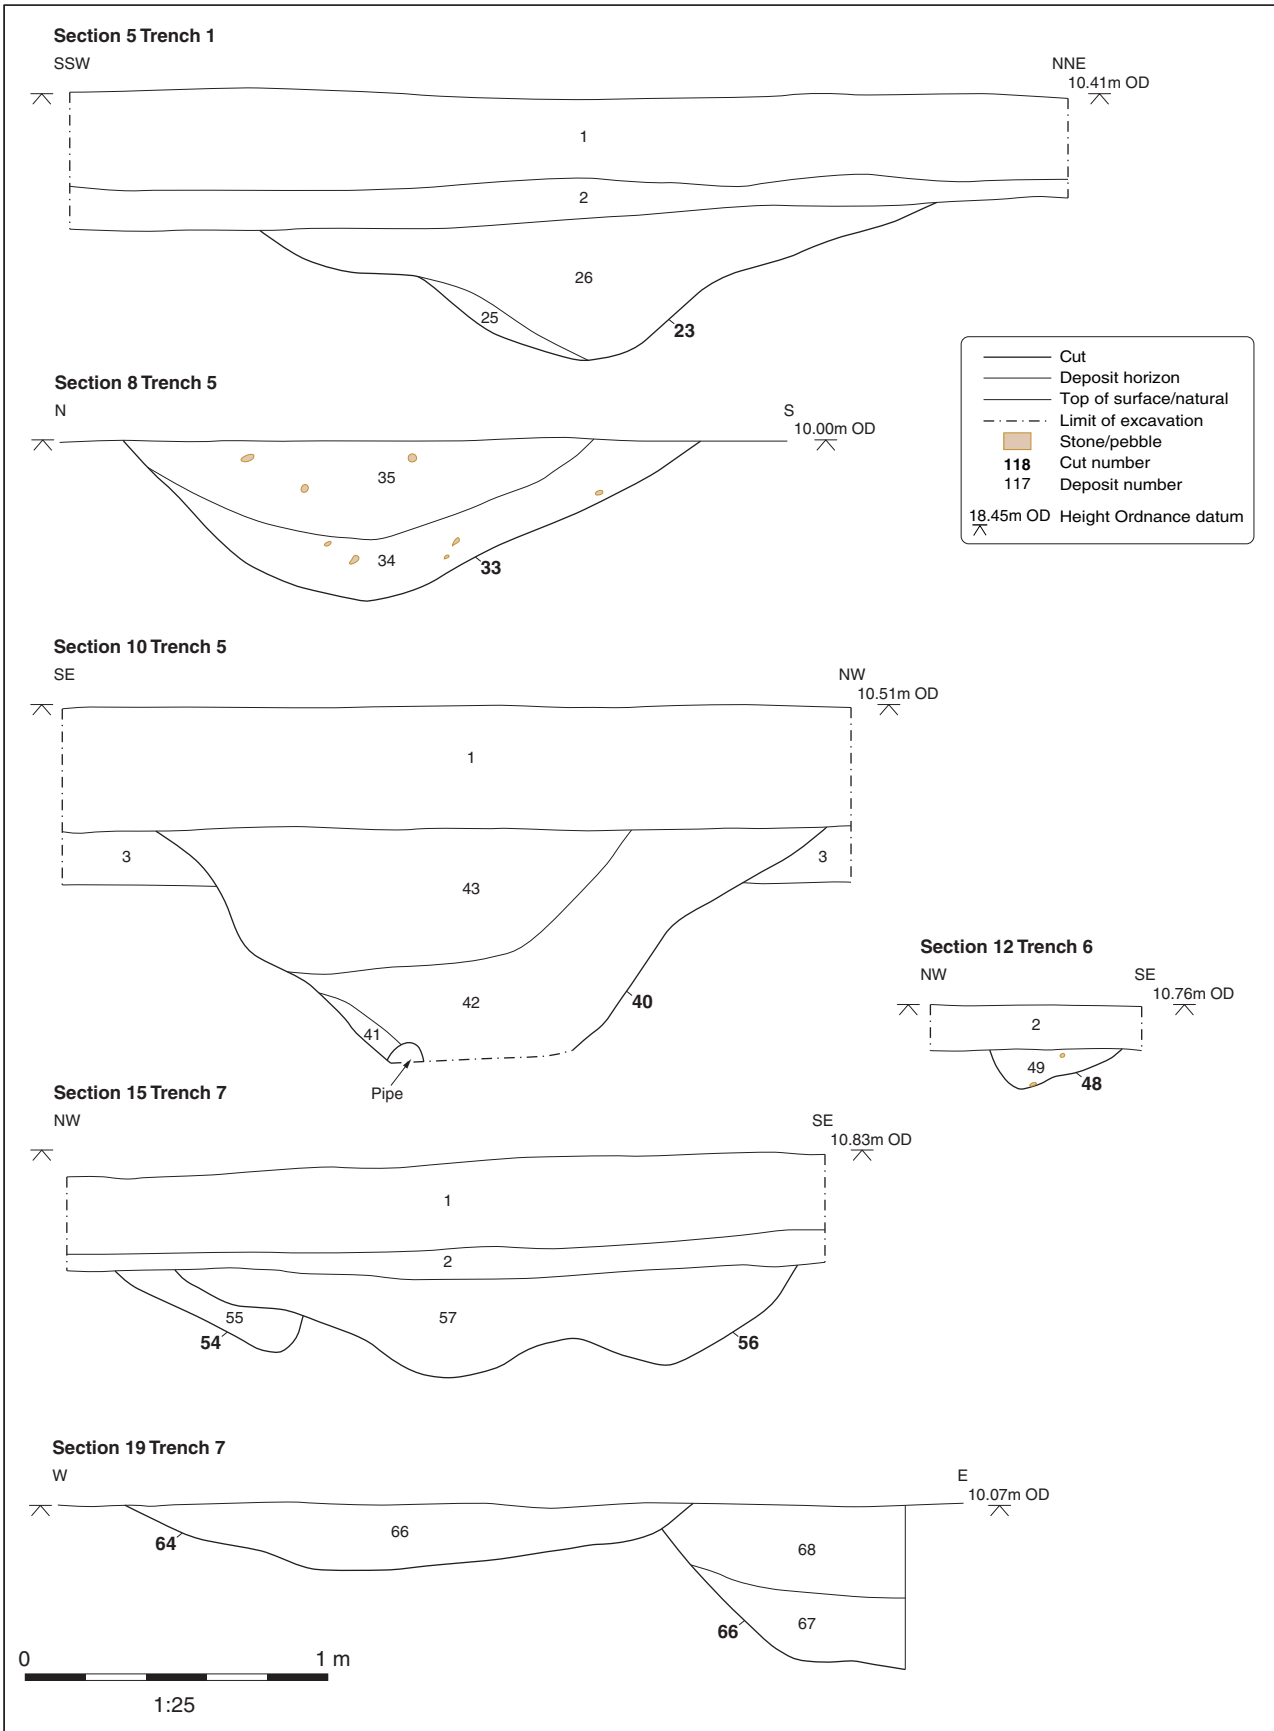 Section 5 Trench 1
SSW
NNE
10.41m OD
1
2
26
25
23
Section 8 Trench 5
N
S
10.00m OD
35
34
33
Cut
Deposit horizon
Top of surface/natural
Limit of excavation
Stone/pebble
118 Cut number
117 Deposit number
18.45m OD Height Ordnance datum
Section 10 Trench 5
SE
NW
10.51m OD
1
3
3
43
42
40
41
Pipe
Section 12 Trench 6
NW
SE
10.76m OD
2
49
48
Section 15 Trench 7
NW
SE
10.83m OD
1
2
55
57
54
56
Section 19 Trench 7
W
E
10.07m OD
66
64
68
67
66
0 1 m
1:25